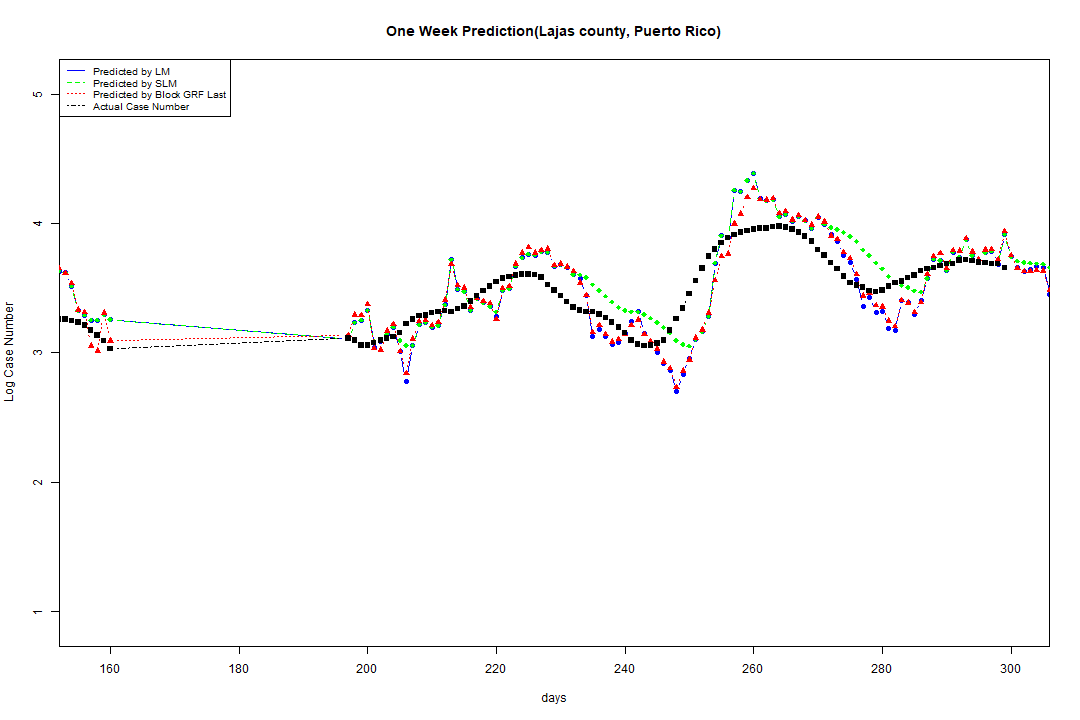 One Week Prediction(Lajas county, Puerto Rico)
Predicted by LM
Predicted by SLM
Predicted by Block GRF Last
Actual Case Number
5
4
3
2
1
Log Case Number
160 180 200 220 240 260 280 300
days